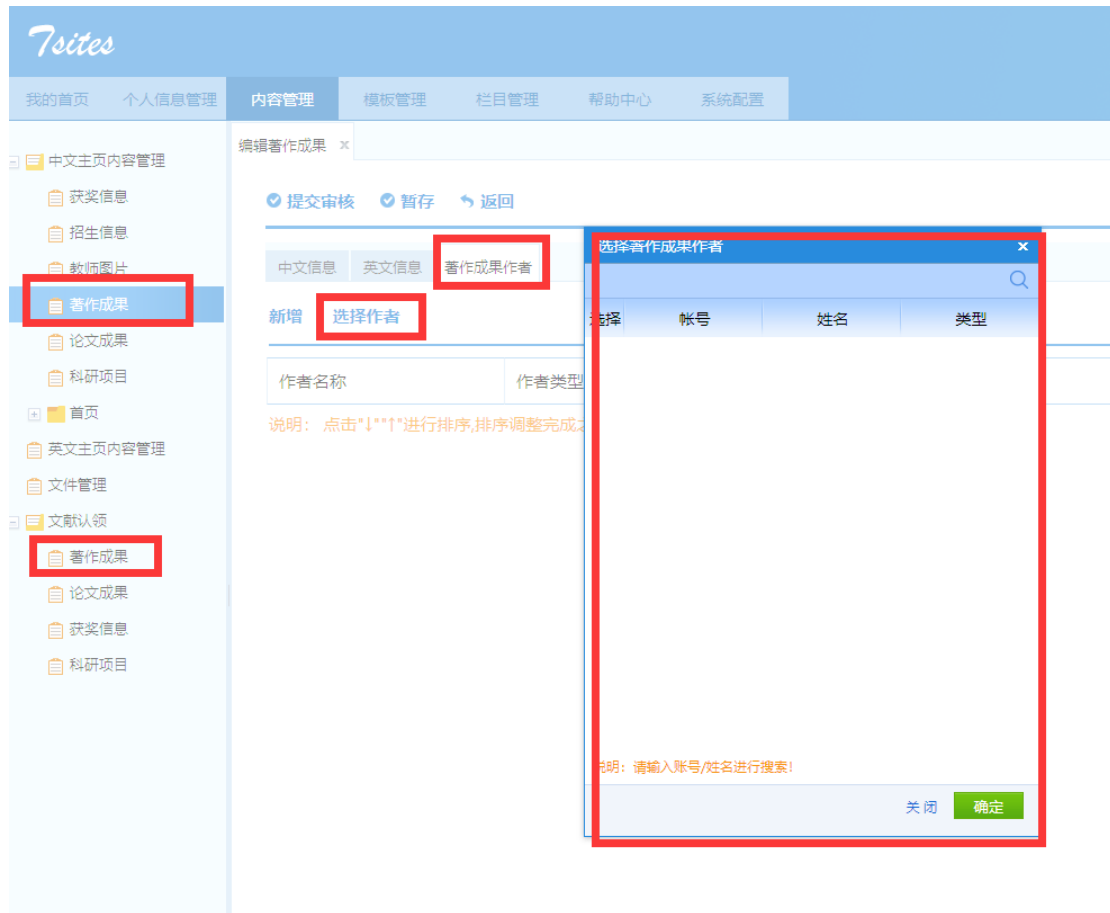 Tsites
我的首页 个人信息管理 内容管理 模板管理 栏目管理 帮助中心 系统配置
编辑著作成果 ×
中文主页内容管理
获奖信息
招生信息
教师图片
著作成果
论文成果
科研项目
首页
英文主页内容管理
文件管理
文献认领
著作成果
论文成果
获奖信息
科研项目
提交审核 暂存 返回
中文信息 英文信息 著作成果作者
新增 选择作者
作者名称 作者类型
说明： 点击"↓""↑"进行排序,排序调整完成
选择著作成果作者 ×
选择 帐号 姓名 类型
说明：请输入账号/姓名进行搜索!
关闭 确定